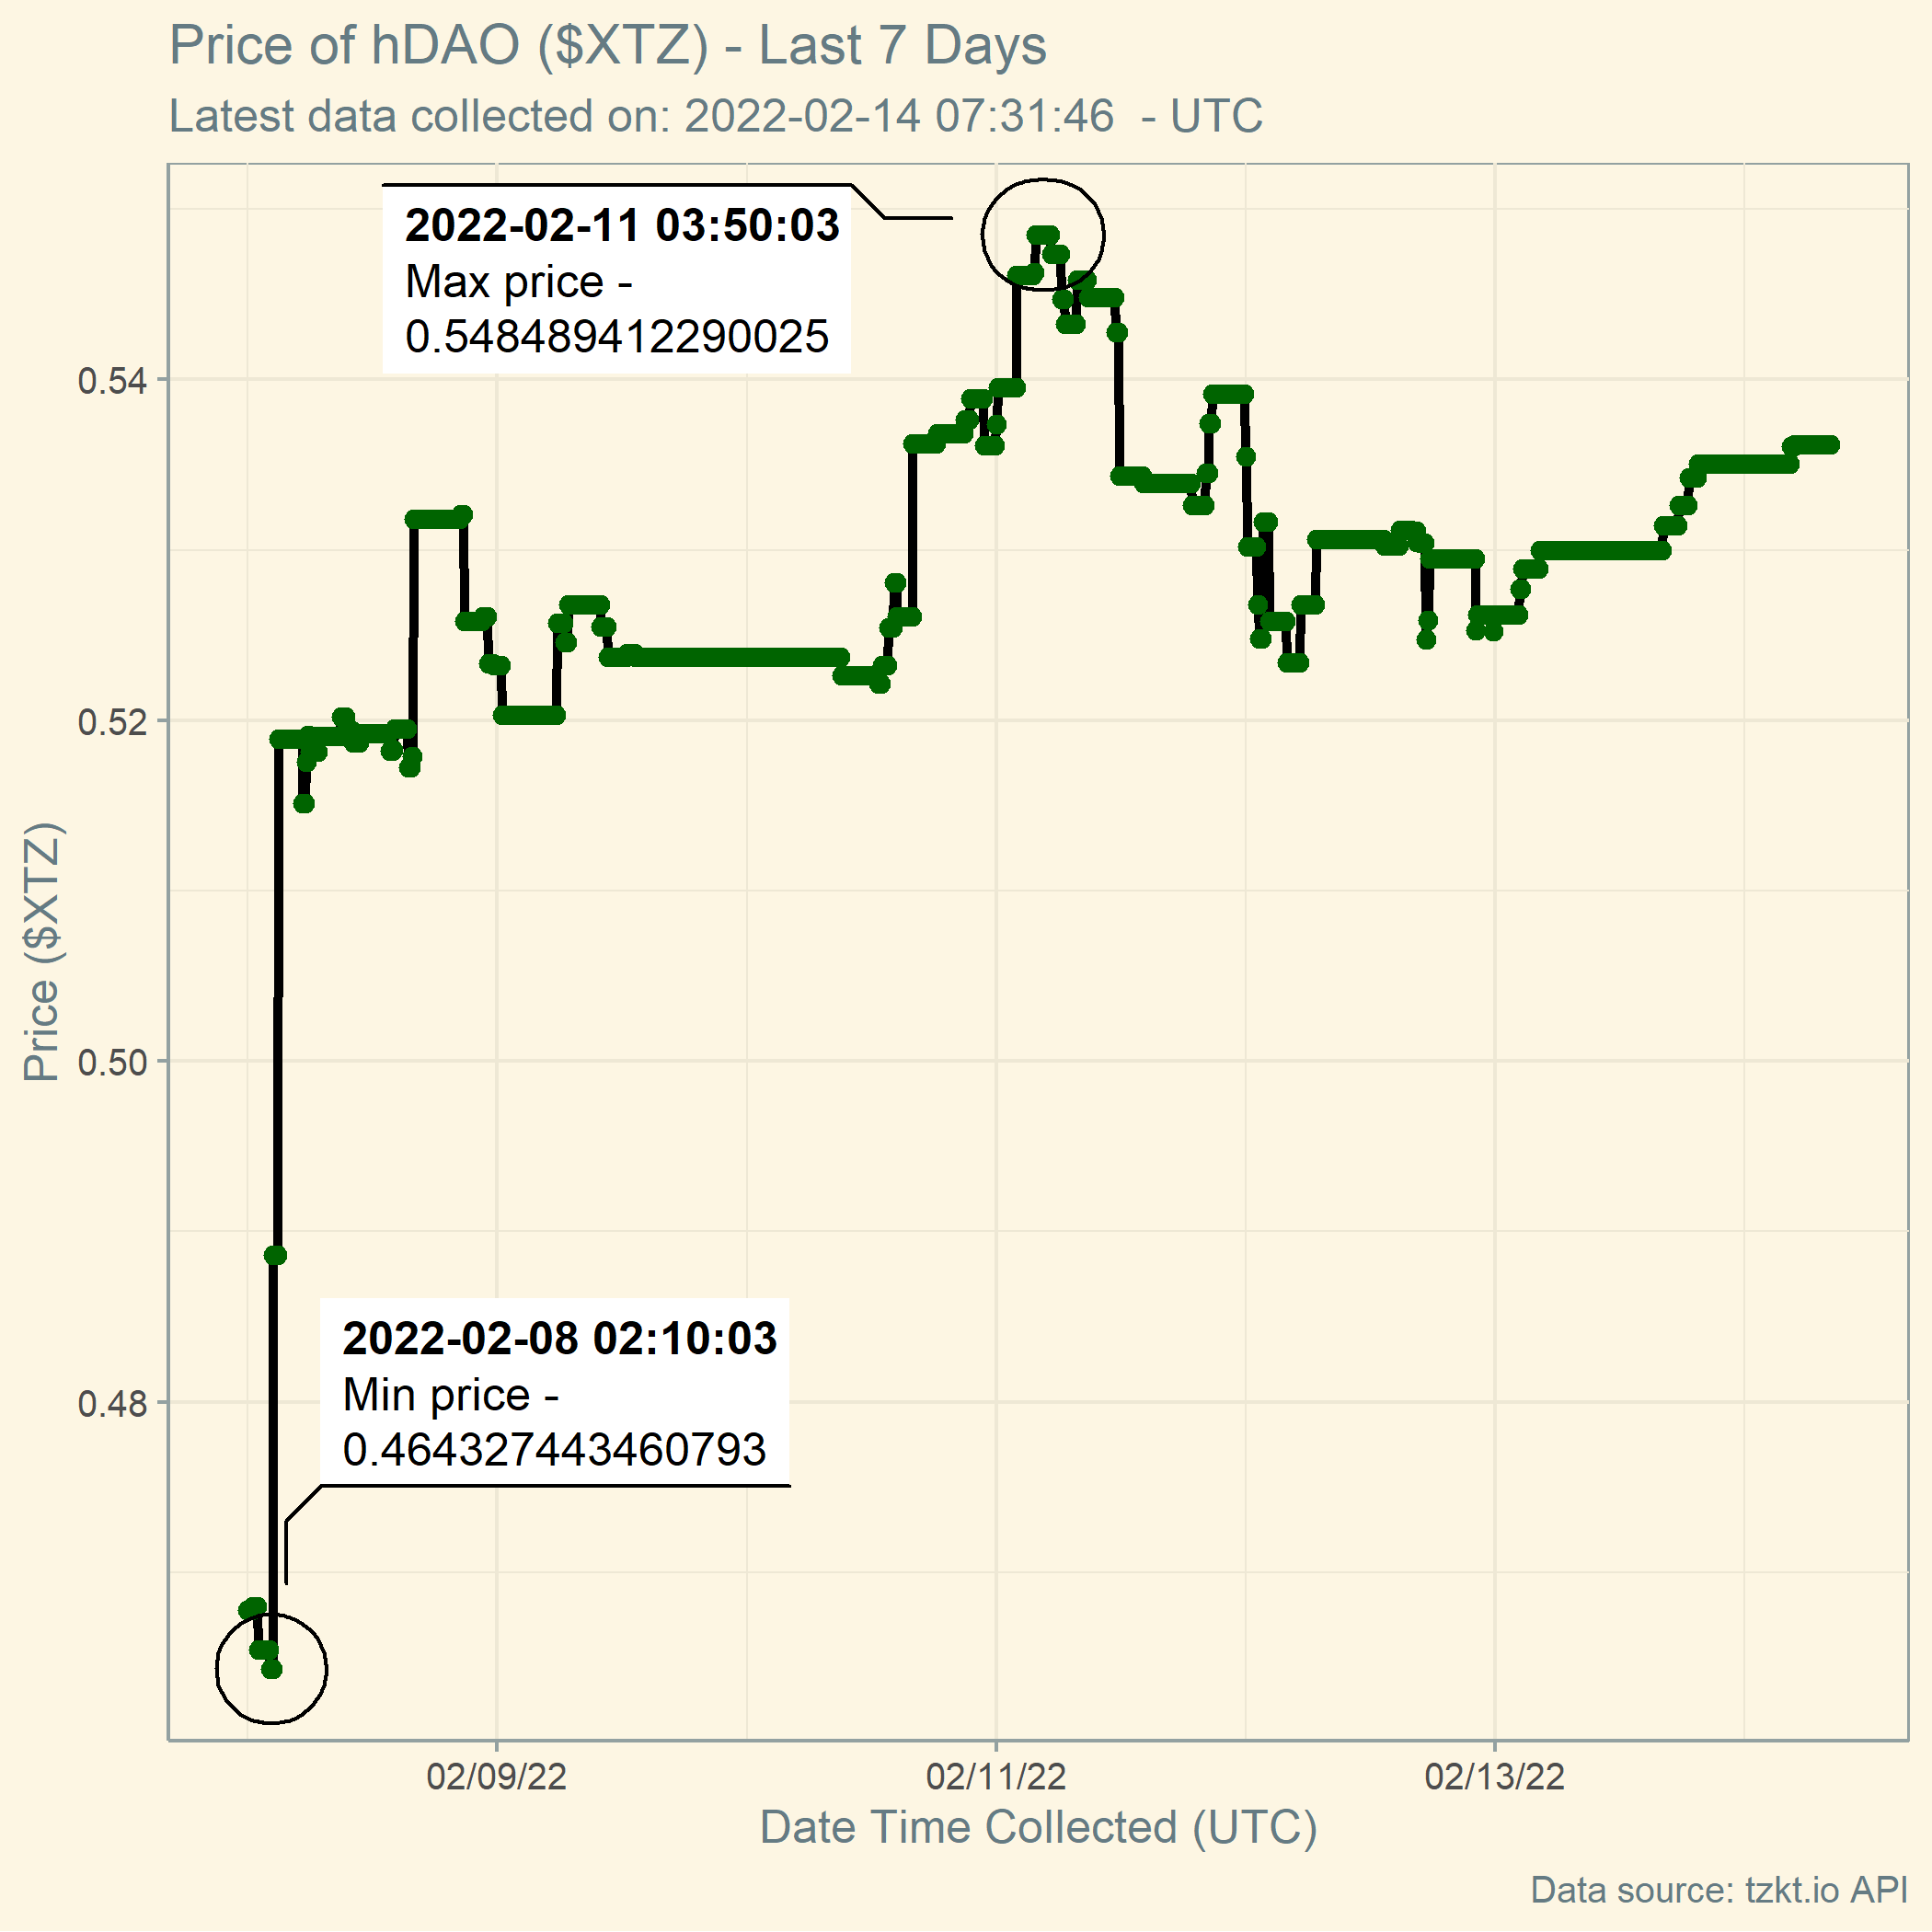 Price of hDAO ($XTZ) - Last 7 Days
Latest data collected on: 2022-02-14 07:31:46  - UTC
2022-02-11 03:50:03
Max price -
0.5484894122900​25
0.54
0.52
Price ($XTZ)
0.50
2022-02-08 02:10:03
Min price -
0.464327443460793
0.48
02/09/22
02/11/22
02/13/22
Date Time Collected (UTC)
Data source: tzkt.io API